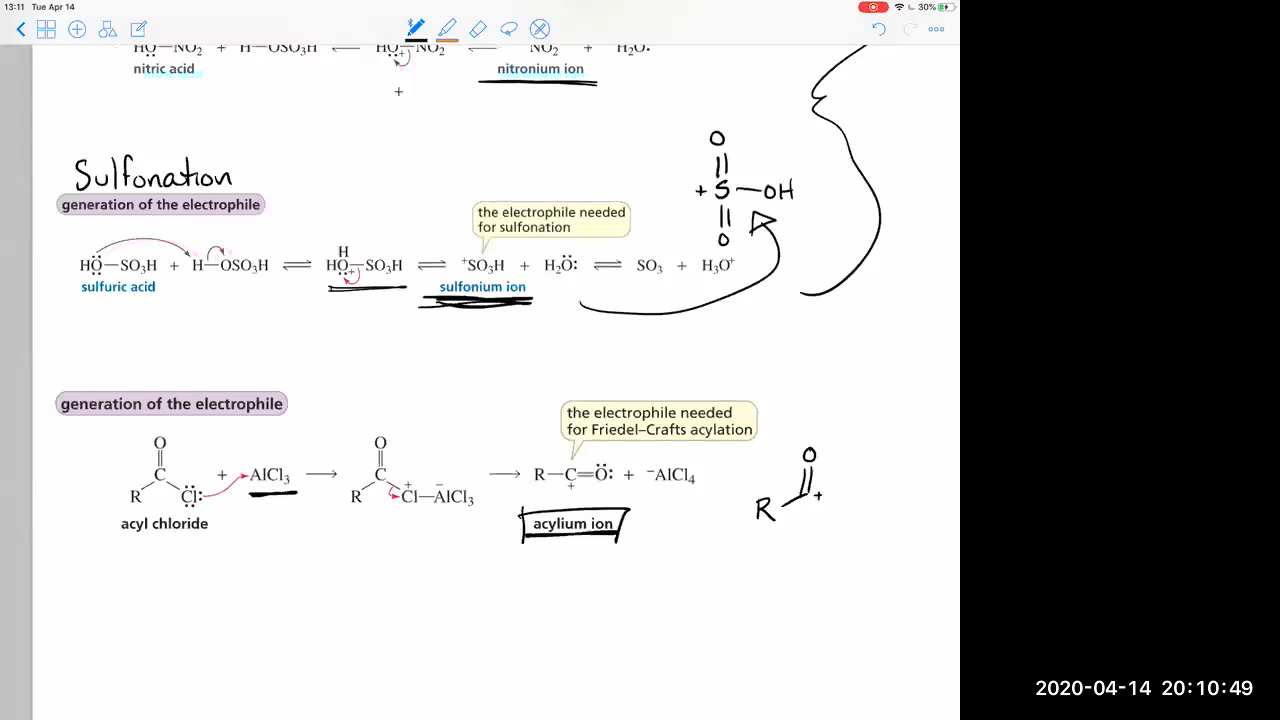 13:11 Tue Apr 14
30%
HO—NO₂ + H—OSO₃H ⇌ HO—NO₂ ⇌ NO₂ + H₂O:
nitric acid
nitronium ion
+
O
Sulfonation
+ S — OH
generation of the electrophile
the electrophile needed
for sulfonation
O
H
HO—SO₃H + H—OSO₃H ⇌ HO—SO₃H ⇌ ⁺SO₃H + H₂O: ⇌ SO₃ + H₃O⁺
sulfuric acid
sulfonium ion
generation of the electrophile
the electrophile needed
for Friedel–Crafts acylation
O O O
C + AlCl₃ → C → R—C=O: + ⁻AlCl₄
R Cl: R Cl—AlCl₃ + R +
acyl chloride
acylium ion
2020-04-14 20:10:49